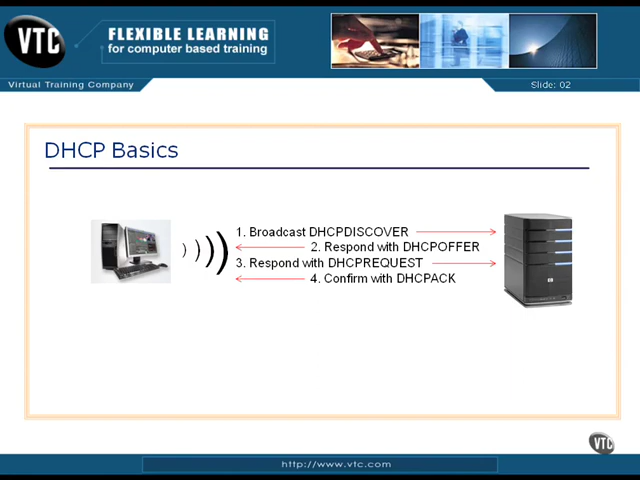 VTC
FLEXIBLE LEARNING
for computer based training
Virtual Training Company
Slide: 02
DHCP Basics
1. Broadcast DHCPDISCOVER
2. Respond with DHCPOFFER
3. Respond with DHCPREQUEST
4. Confirm with DHCPACK
VTC
http://www.vtc.com